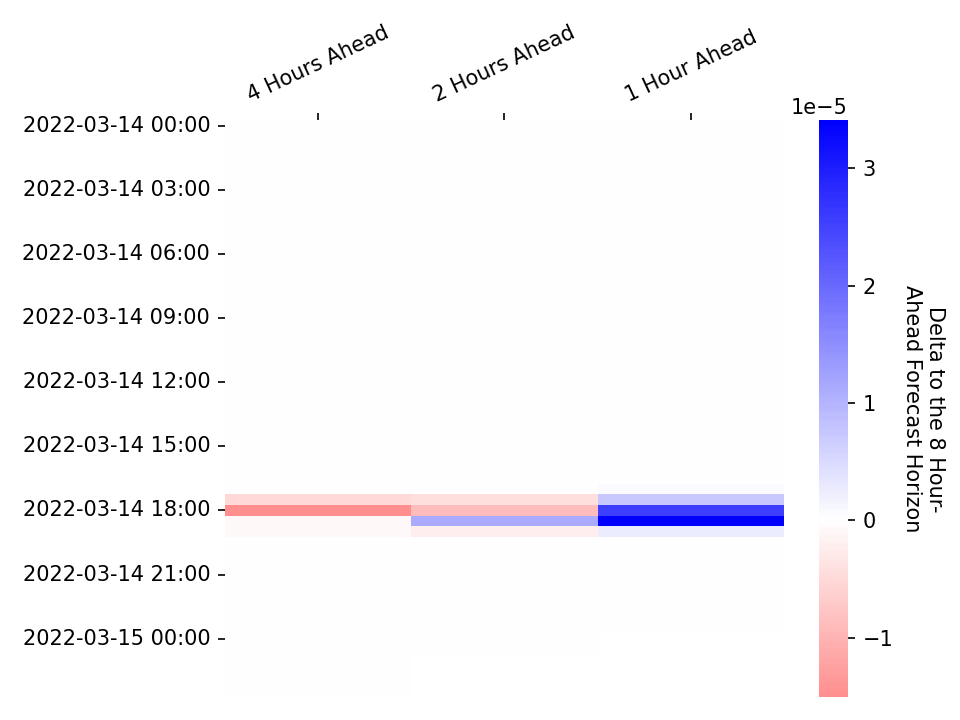 4 Hours Ahead
2 Hours Ahead
1 Hour Ahead
1e−5
2022-03-14 00:00
2022-03-14 03:00
2022-03-14 06:00
2022-03-14 09:00
2022-03-14 12:00
2022-03-14 15:00
2022-03-14 18:00
2022-03-14 21:00
2022-03-15 00:00
3
2
1
0
−1
Delta to the 8 Hour-
Ahead Forecast Horizon